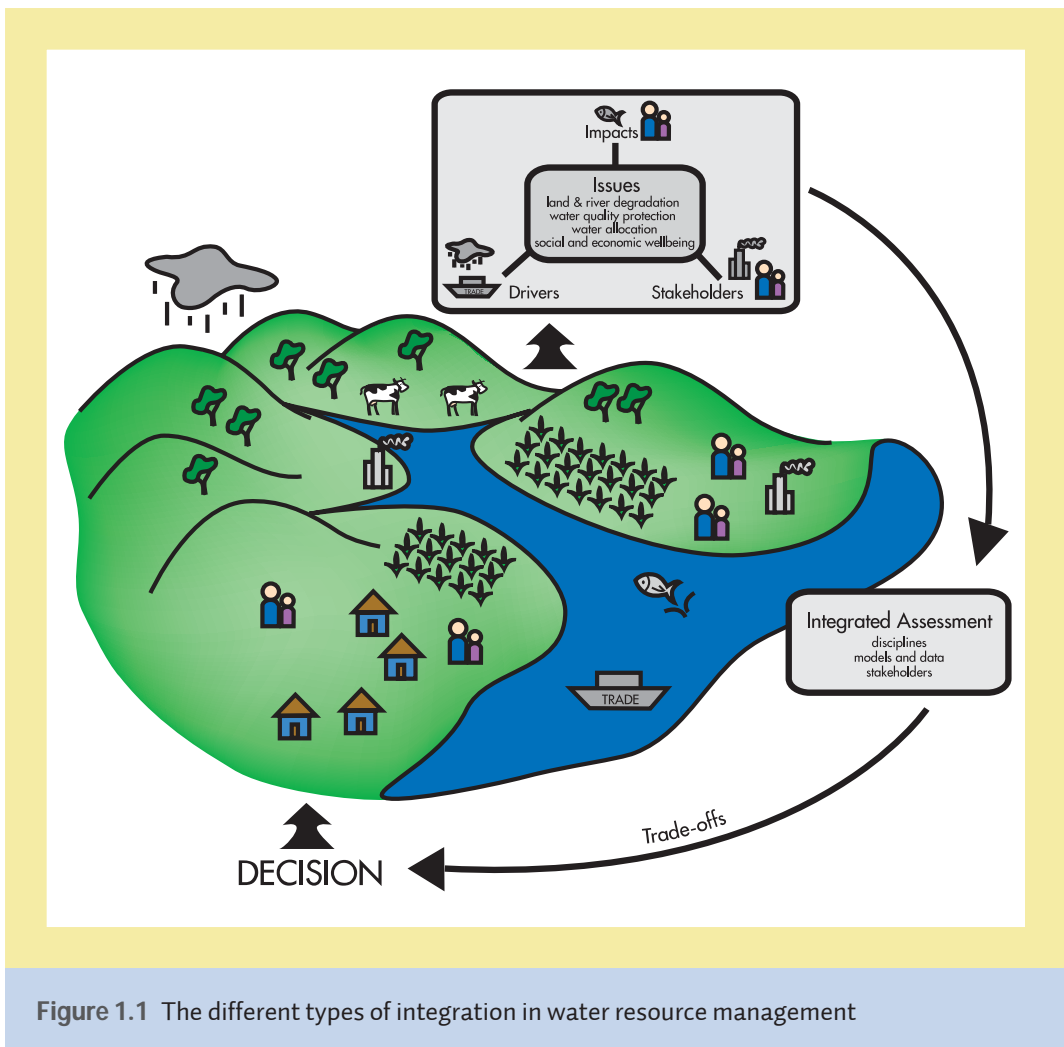 Impacts
Issues
land & river degradation
water quality protection
water allocation
social and economic wellbeing
TRADE
Drivers
Stakeholders
Integrated Assessment
disciplines
models and data
stakeholders
TRADE
Trade-offs
DECISION
Figure 1.1 The different types of integration in water resource management